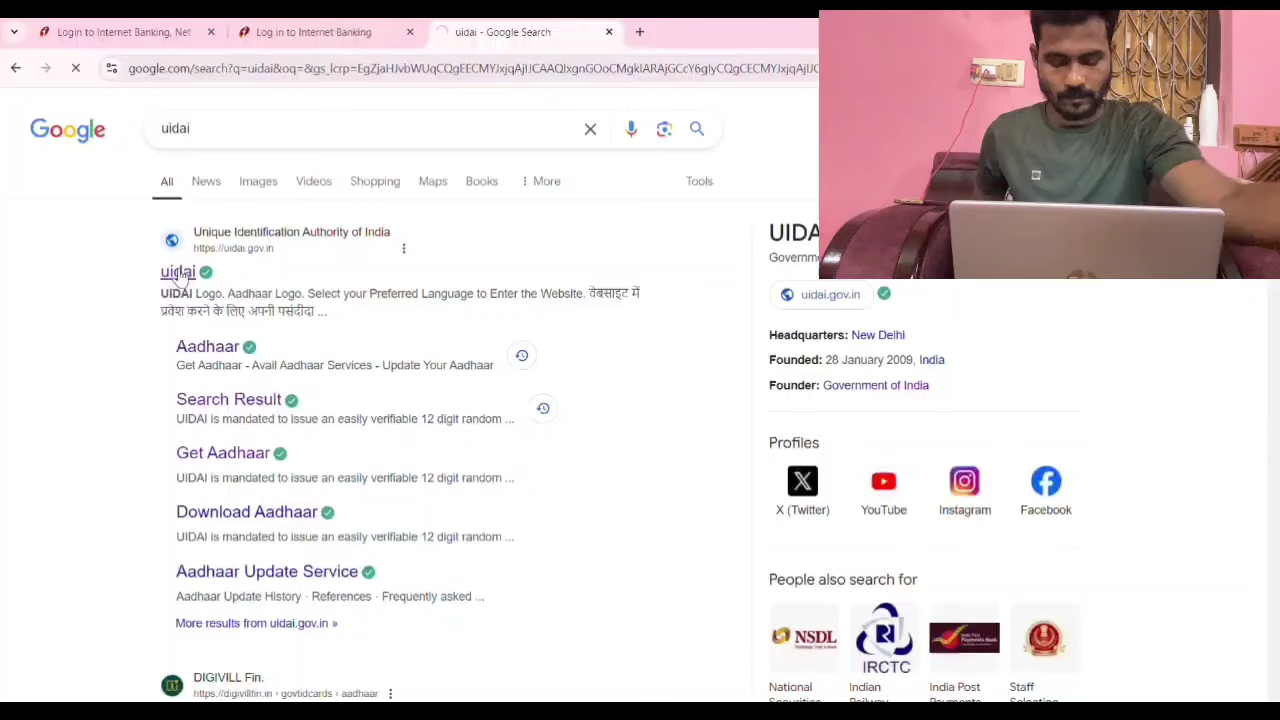 Login to Internet Banking, Net
Log in to Internet Banking
uidai - Google Search
Google
uidai
All
News
Images
Videos
Shopping
Maps
Books
More
Tools
Unique Identification Authority of India
https://uidai.gov.in
uidai
UIDAI Logo. Aadhaar Logo. Select your Preferred Language to Enter the Website. वेबसाइट में
प्रवेश करने के लिए अपनी पसंदीदा ...
Aadhaar
Get Aadhaar - Avail Aadhaar Services - Update Your Aadhaar
Search Result
UIDAI is mandated to issue an easily verifiable 12 digit random ...
Get Aadhaar
UIDAI is mandated to issue an easily verifiable 12 digit random ...
Download Aadhaar
UIDAI is mandated to issue an easily verifiable 12 digit random ...
Aadhaar Update Service
Aadhaar Update History · References · Frequently asked ...
More results from uidai.gov.in »
DIGIVILL Fin.
https://digivillfin.in › govtidcards › aadhaar
UIDA
Governm
uidai.gov.in
Headquarters: New Delhi
Founded: 28 January 2009, India
Founder: Government of India
Profiles
X (Twitter)
YouTube
Instagram
Facebook
People also search for
NSDL
IRCTC
National
Indian
India Post
Staff